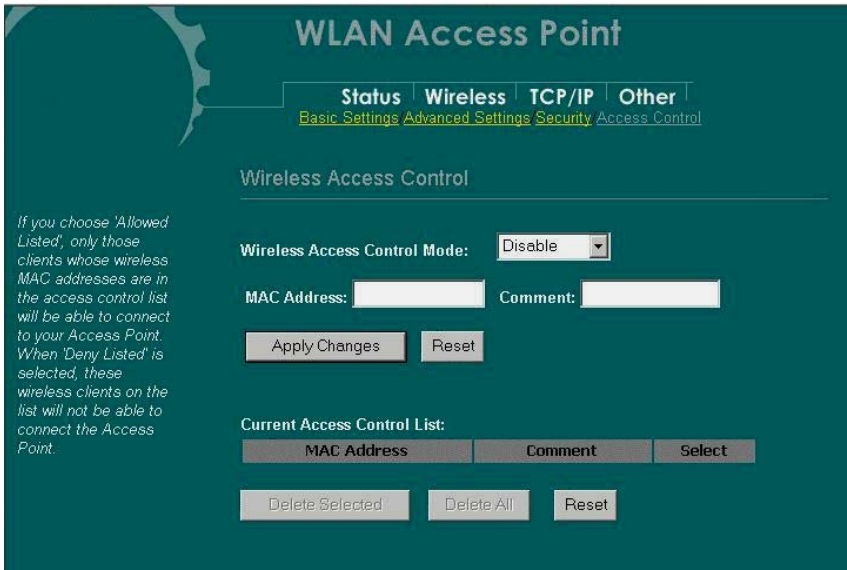 WLAN Access Point
Status Wireless TCP/IP Other
Basic Settings Advanced Settings Security Access Control
Wireless Access Control
If you choose 'Allowed
Listed', only those
clients whose wireless
MAC addresses are in
the access control list
will be able to connect
to your Access Point.
When 'Deny Listed' is
selected, these
wireless clients on the
list will not be able to
connect the Access
Point.
Wireless Access Control Mode: Disable
MAC Address: Comment:
Apply Changes Reset
Current Access Control List:
MAC Address Comment Select
Delete Selected Delete All Reset